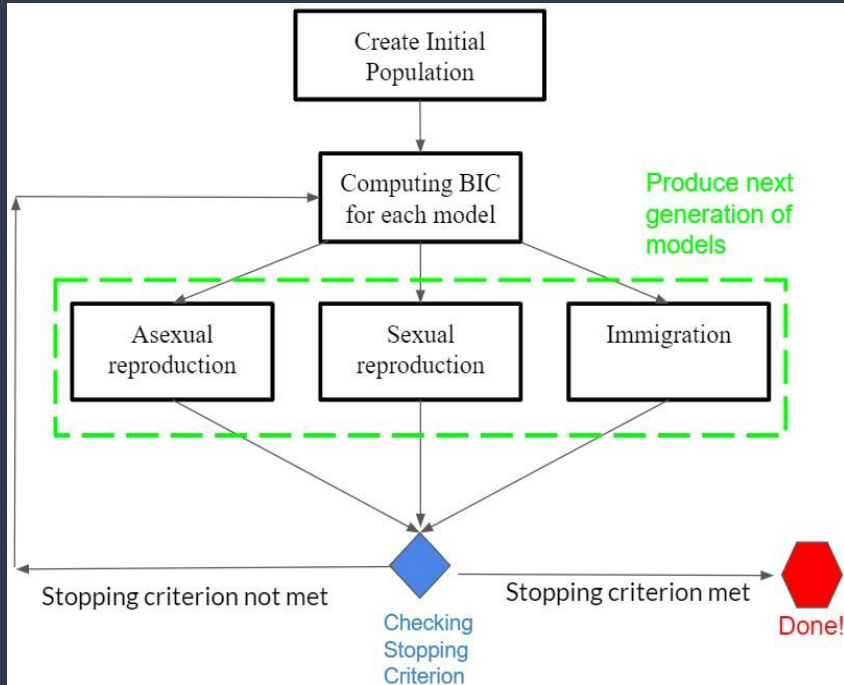 Create Initial
Population
Computing BIC
for each model
Produce next
generation of
models
Asexual
reproduction
Sexual
reproduction
Immigration
Stopping criterion not met
Stopping criterion met
Checking
Stopping
Criterion
Done!